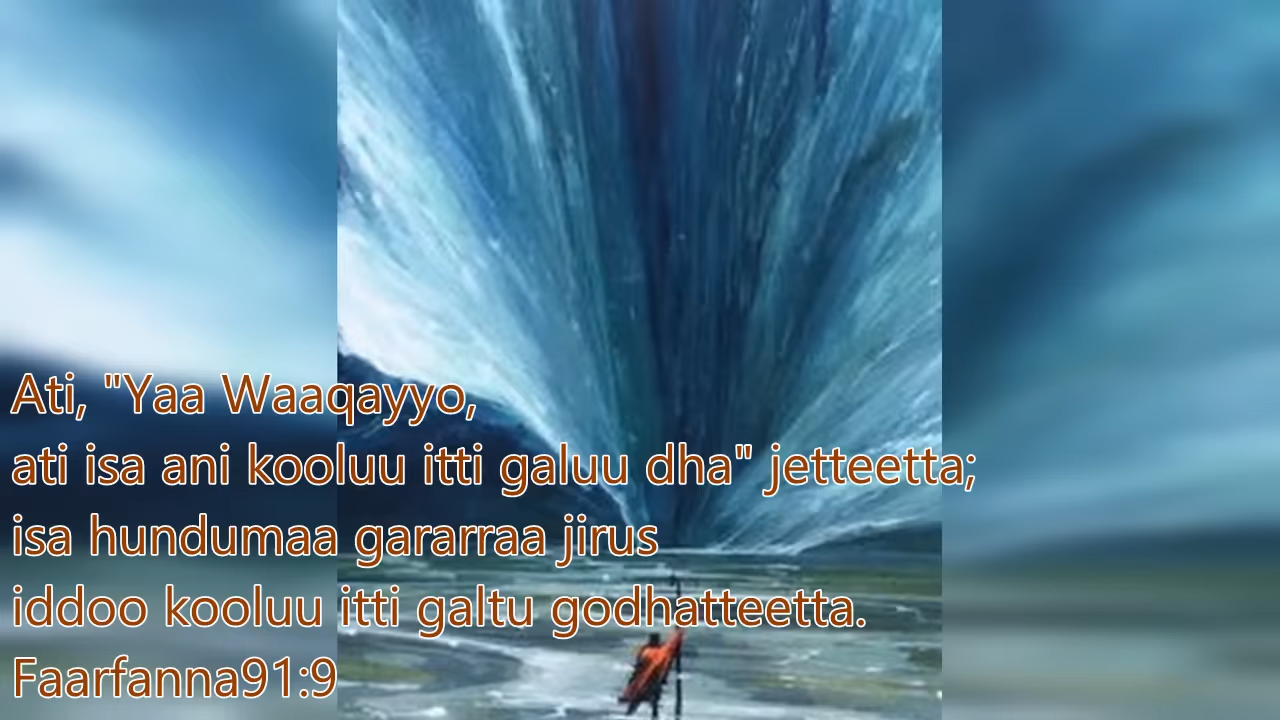 Ati, "Yaa Waaqayyo,
ati isa ani kooluu itti galuu dha" jetteetta;
isa hundumaa gararraa jirus
iddoo kooluu itti galtu godhatteetta.
Faarfanna91:9